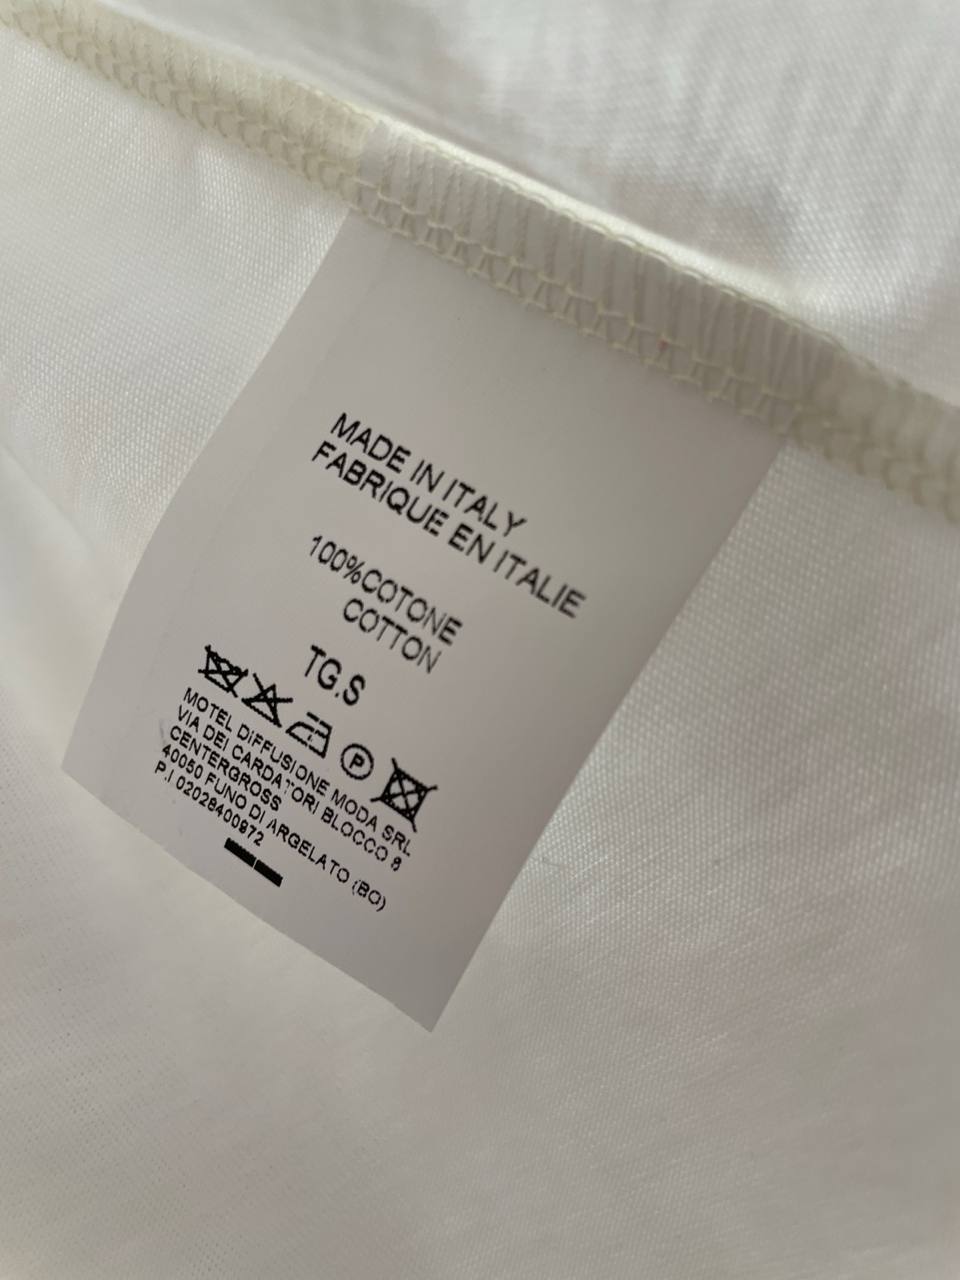 MADE IN ITALY
FABRIQUE EN ITALIE
100%COTONE
COTTON
TG.S
P
MOTEL DIFFUSIONE MODA SRL
VIA DEI CARDATORI BLOCCO 8
CENTERGROSS
40050 FUNO DI ARGELATO (BO)
P.I 02028400972